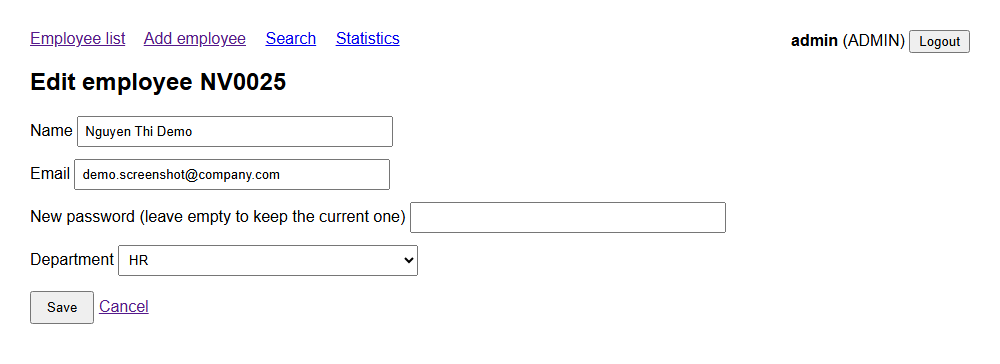 Employee list Add employee Search Statistics admin (ADMIN) Logout
Edit employee NV0025
Name Nguyen Thi Demo
Email demo.screenshot@company.com
New password (leave empty to keep the current one)
Department HR
Save Cancel